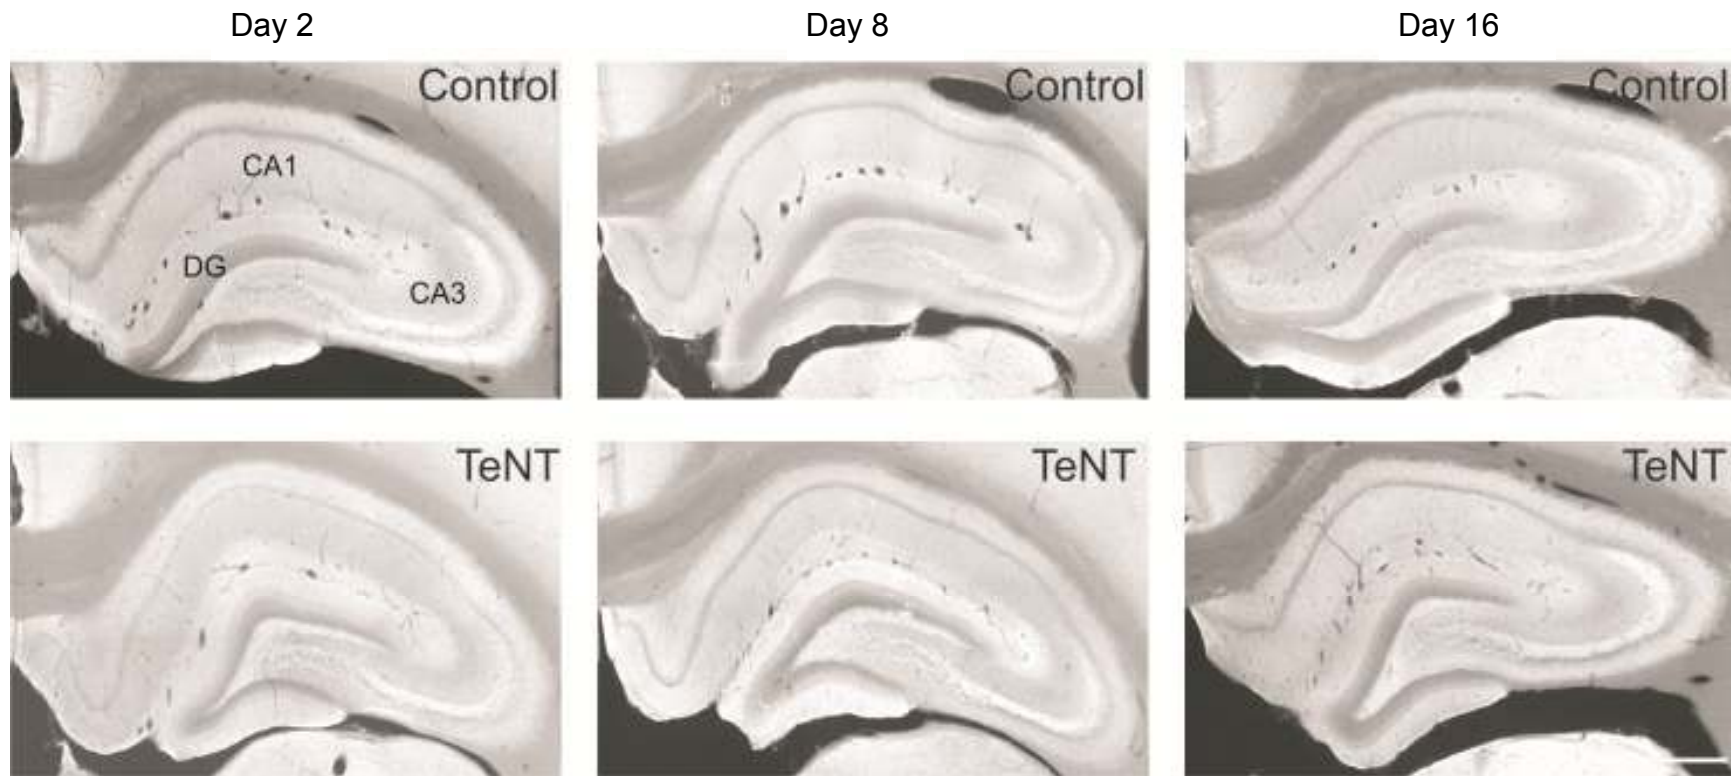 Day 2
Day 8
Day 16
Control
Control
Control
CA1
DG
CA3
TeNT
TeNT
TeNT